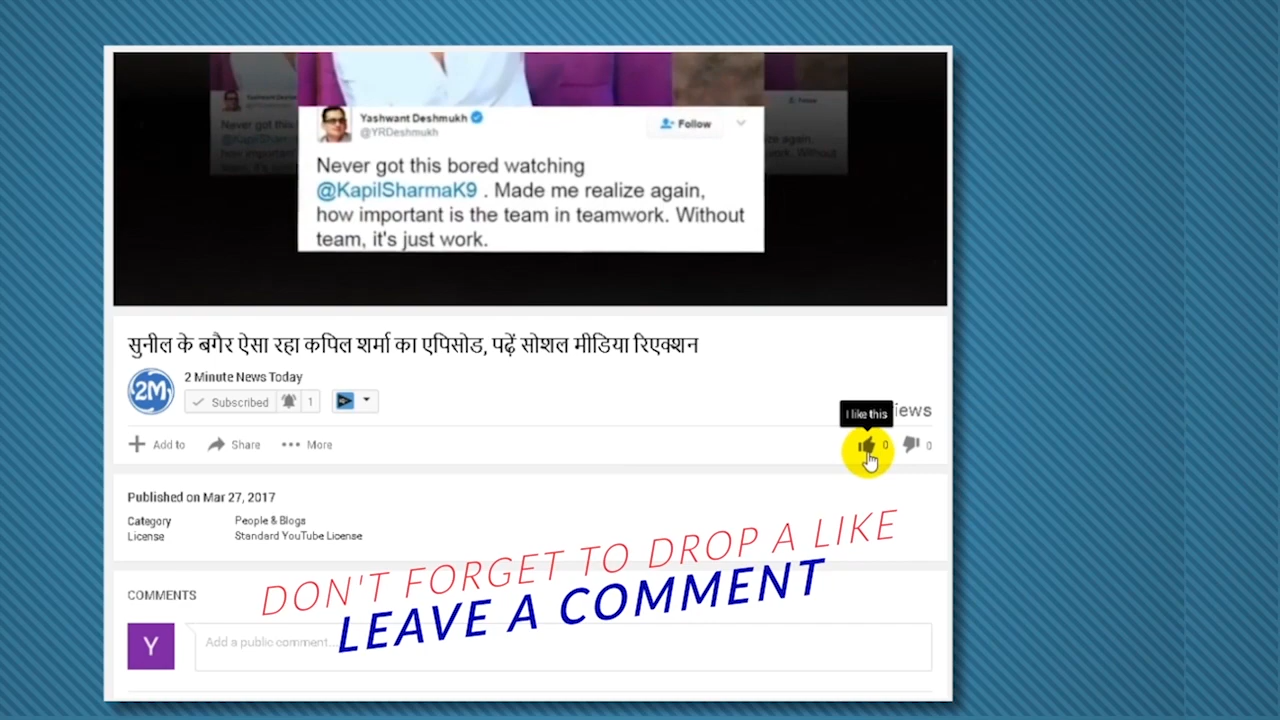 Yashwant Deshmukh
@YRDeshmukh
Follow
Never got this bored watching
@KapilSharmaK9 . Made me realize again,
how important is the team in teamwork. Without
team, it's just work.
सुनील के बगैर ऐसा रहा कपिल शर्मा का एपिसोड, पढ़ें सोशल मीडिया रिएक्शन
2M
2 Minute News Today
Subscribed 1
I like this
iews
Add to Share More 0 0
Published on Mar 27, 2017
Category People & Blogs
License Standard YouTube License
DON'T FORGET TO DROP A LIKE
LEAVE A COMMENT
COMMENTS
Y
Add a public comment...